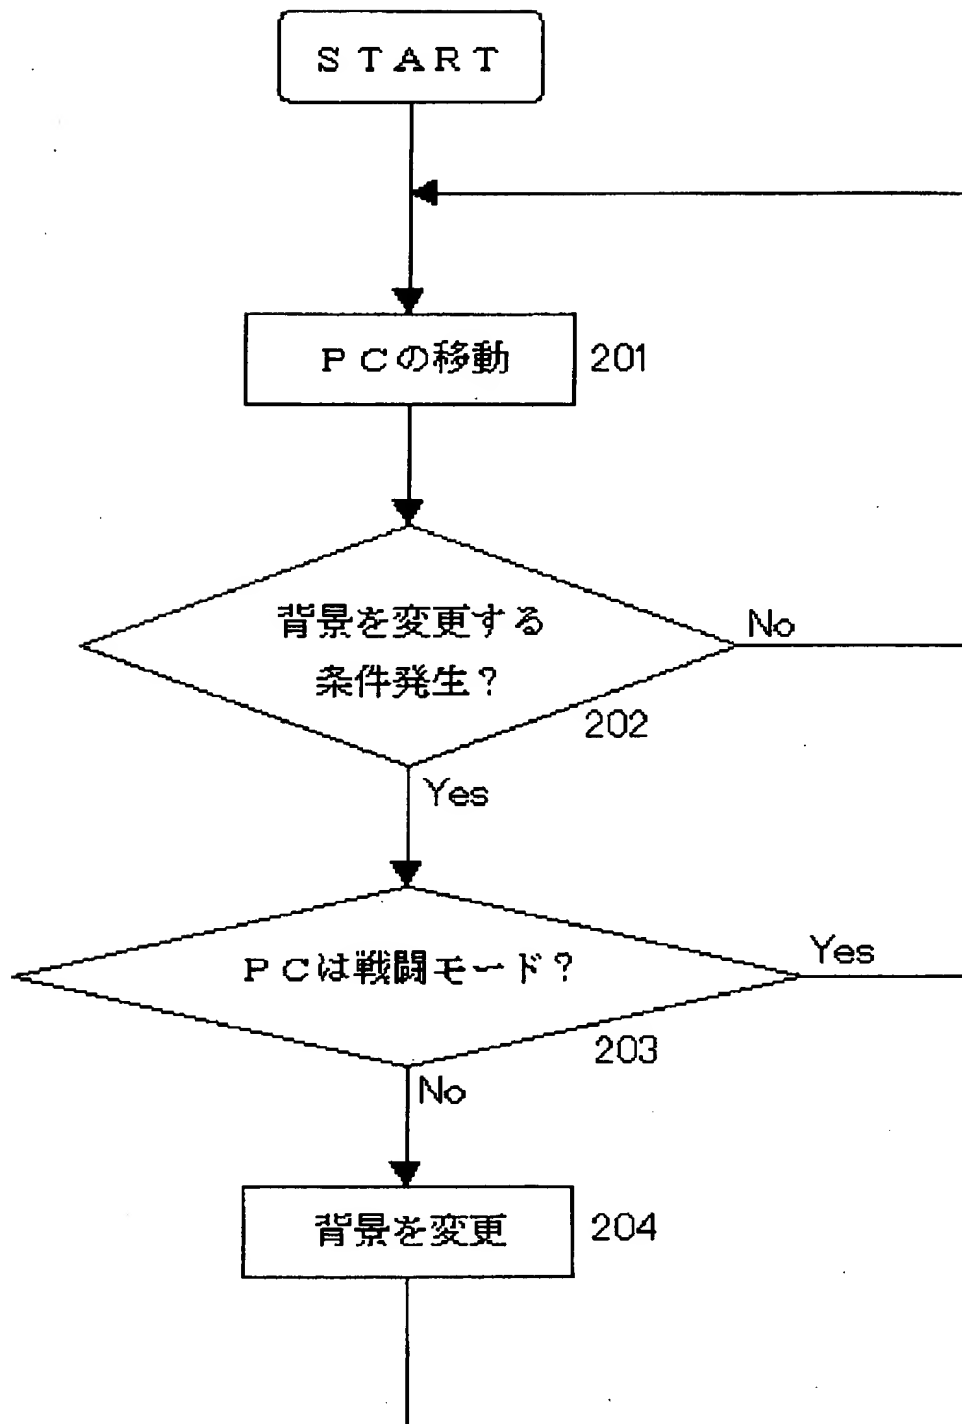 ＳＴＡＲＴ
ＰＣの移動
201
背景を変更する
条件発生？
No
202
Yes
ＰＣは戦闘モード？
Yes
203
No
背景を変更
204